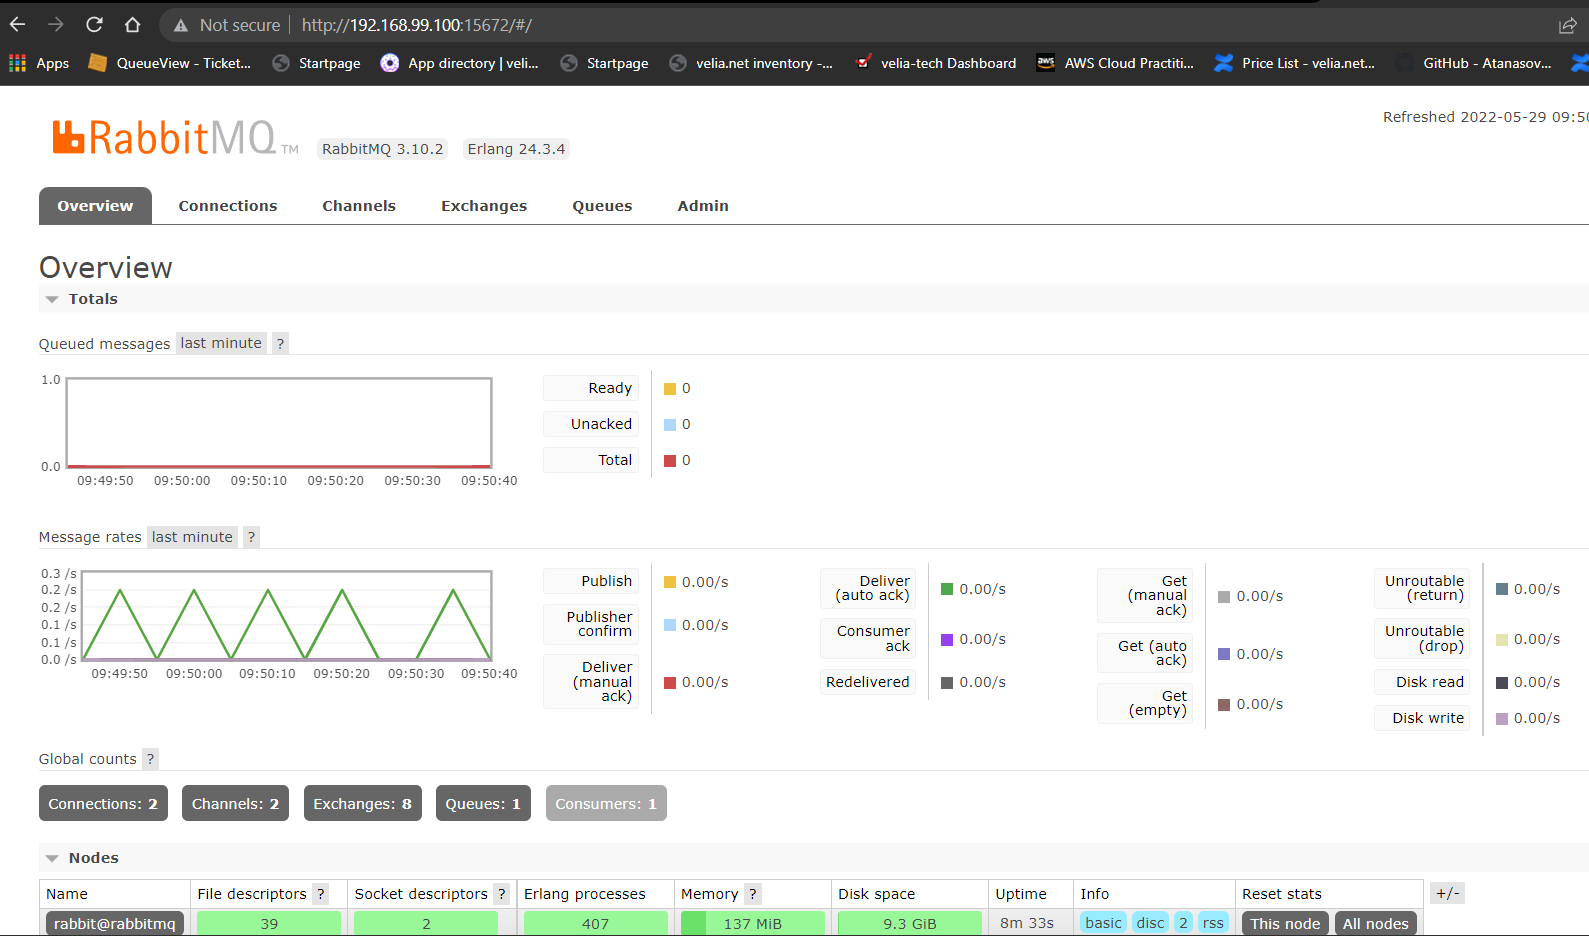 Not secure http://192.168.99.100:15672/#/
Apps QueueView - Ticket... Startpage App directory | veli... Startpage velia.net inventory -... velia-tech Dashboard AWS Cloud Practiti... Price List - velia.net... GitHub - Atanasov...
Refreshed 2022-05-29 09:50
RabbitMQ TM RabbitMQ 3.10.2 Erlang 24.3.4
Overview Connections Channels Exchanges Queues Admin
Overview
Totals
Queued messages last minute ?
1.0
0.0
09:49:50 09:50:00 09:50:10 09:50:20 09:50:30 09:50:40
Ready 0
Unacked 0
Total 0
Message rates last minute ?
0.3 /s
0.2 /s
0.2 /s
0.1 /s
0.1 /s
0.0 /s
09:49:50 09:50:00 09:50:10 09:50:20 09:50:30 09:50:40
Publish 0.00/s
Publisher
confirm 0.00/s
Deliver
(manual
ack) 0.00/s
Deliver
(auto ack) 0.00/s
Consumer
ack 0.00/s
Redelivered 0.00/s
Get
(manual
ack) 0.00/s
Get (auto
ack) 0.00/s
Get
(empty) 0.00/s
Unroutable
(return) 0.00/s
Unroutable
(drop) 0.00/s
Disk read 0.00/s
Disk write 0.00/s
Global counts ?
Connections: 2 Channels: 2 Exchanges: 8 Queues: 1 Consumers: 1
Nodes
Name File descriptors ? Socket descriptors ? Erlang processes Memory ? Disk space Uptime Info Reset stats +/-
rabbit@rabbitmq 39 2 407 137 MiB 9.3 GiB 8m 33s basic disc 2 rss This node All nodes